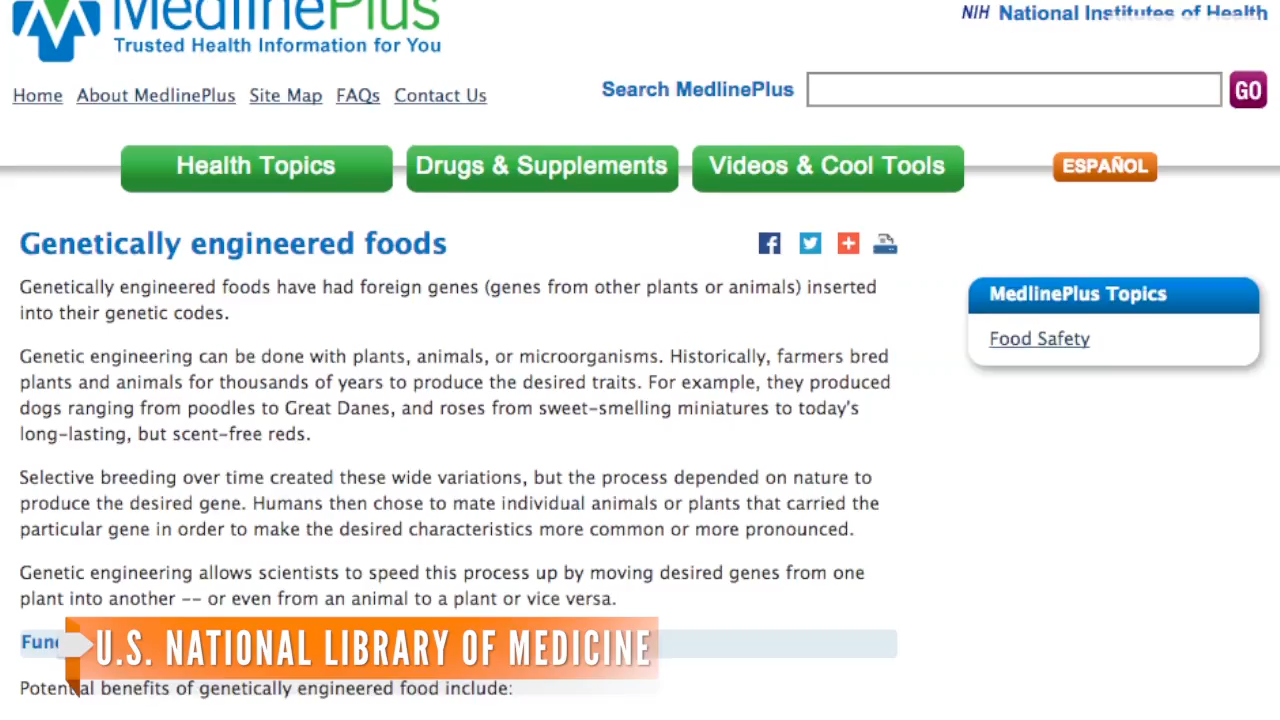 MedlinePlus
Trusted Health Information for You
NIH National Institutes of Health
Home About MedlinePlus Site Map FAQs Contact Us
Search MedlinePlus
GO
Health Topics
Drugs & Supplements
Videos & Cool Tools
ESPAÑOL
Genetically engineered foods
Genetically engineered foods have had foreign genes (genes from other plants or animals) inserted
into their genetic codes.
Genetic engineering can be done with plants, animals, or microorganisms. Historically, farmers bred
plants and animals for thousands of years to produce the desired traits. For example, they produced
dogs ranging from poodles to Great Danes, and roses from sweet-smelling miniatures to today's
long-lasting, but scent-free reds.
Selective breeding over time created these wide variations, but the process depended on nature to
produce the desired gene. Humans then chose to mate individual animals or plants that carried the
particular gene in order to make the desired characteristics more common or more pronounced.
Genetic engineering allows scientists to speed this process up by moving desired genes from one
plant into another -- or even from an animal to a plant or vice versa.
U.S. NATIONAL LIBRARY OF MEDICINE
Potential benefits of genetically engineered food include:
MedlinePlus Topics
Food Safety